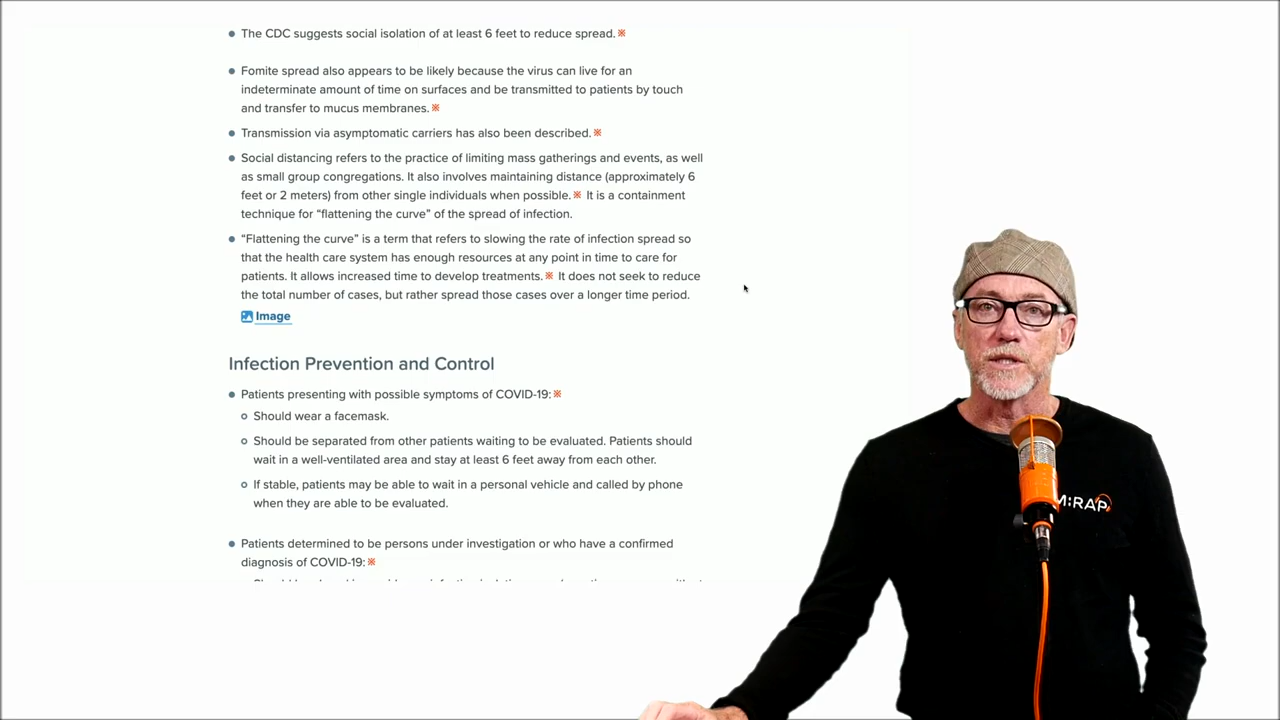 The CDC suggests social isolation of at least 6 feet to reduce spread.※
Fomite spread also appears to be likely because the virus can live for an
indeterminate amount of time on surfaces and be transmitted to patients by touch
and transfer to mucus membranes.※
Transmission via asymptomatic carriers has also been described.※
Social distancing refers to the practice of limiting mass gatherings and events, as well
as small group congregations. It also involves maintaining distance (approximately 6
feet or 2 meters) from other single individuals when possible.※ It is a containment
technique for “flattening the curve” of the spread of infection.
“Flattening the curve” is a term that refers to slowing the rate of infection spread so
that the health care system has enough resources at any point in time to care for
patients. It allows increased time to develop treatments.※ It does not seek to reduce
the total number of cases, but rather spread those cases over a longer time period.
Image
Infection Prevention and Control
Patients presenting with possible symptoms of COVID-19:※
Should wear a facemask.
Should be separated from other patients waiting to be evaluated. Patients should
wait in a well-ventilated area and stay at least 6 feet away from each other.
If stable, patients may be able to wait in a personal vehicle and called by phone
when they are able to be evaluated.
Patients determined to be persons under investigation or who have a confirmed
diagnosis of COVID-19:※
M:RAP